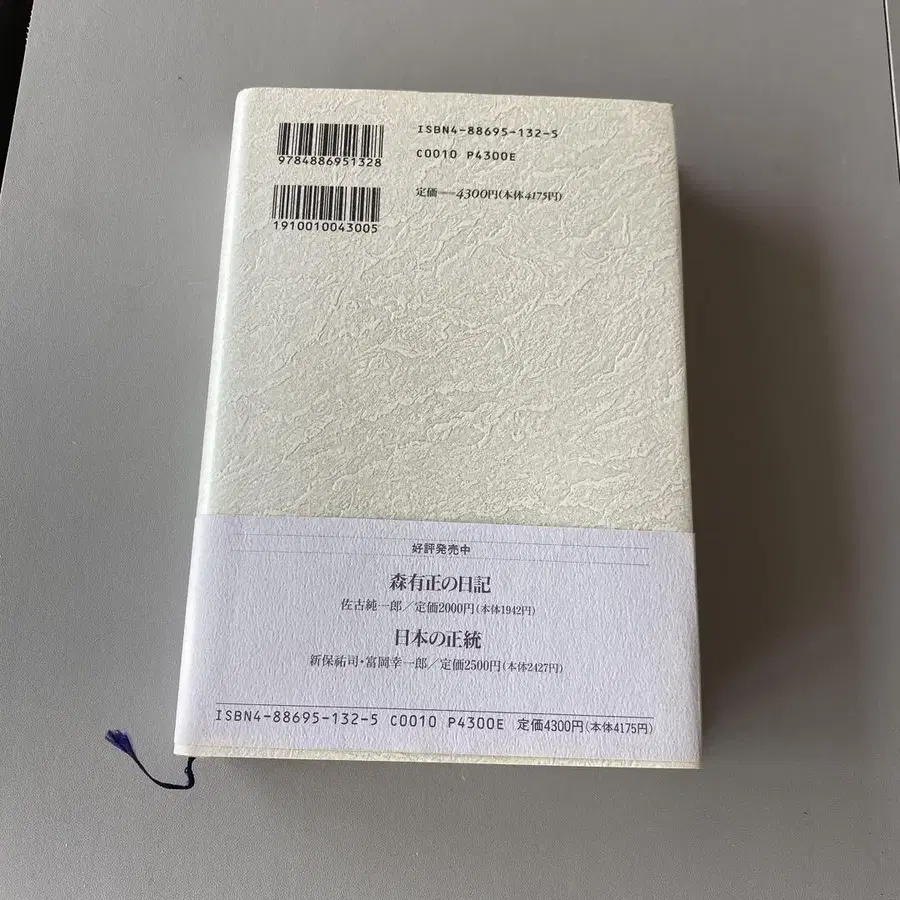 ISBN4-88695-132-5
9784886951328
C0010 P4300E
定価──4300円(本体4175円)
1910010043005
好評発売中
森有正の日記
佐古純一郎/定価2000円(本体1942円)
日本の正統
新保祐司・富岡幸一郎/定価2500円(本体2427円)
ISBN4-88695-132-5 C0010 P4300E 定価4300円(本体4175円)